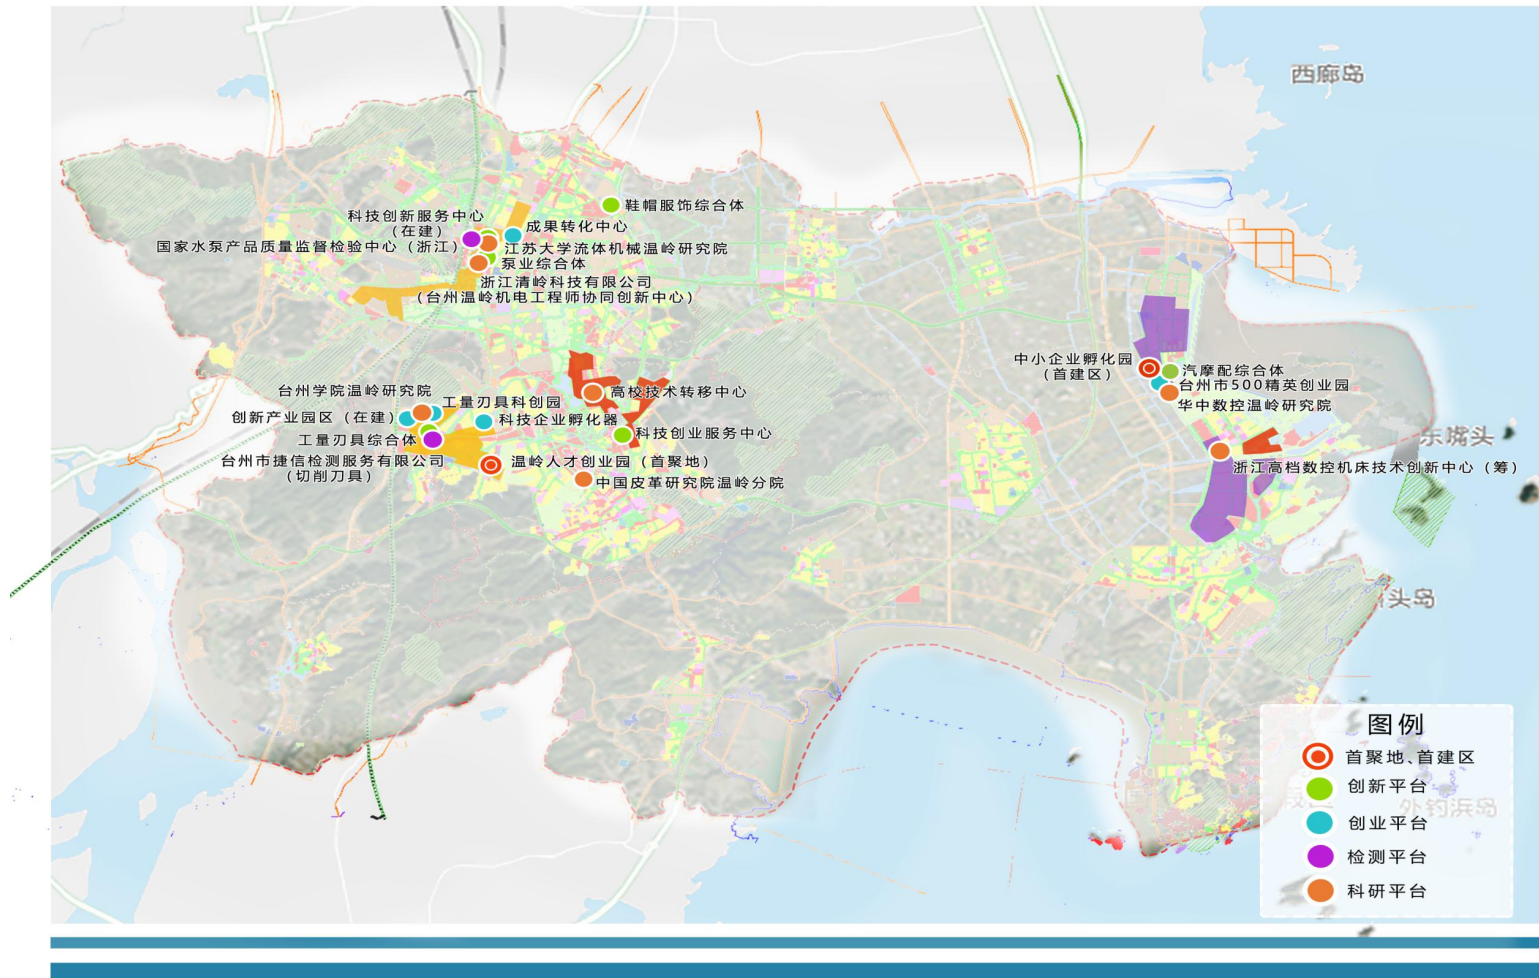 西廊岛
鞋帽服饰综合体
科技创新服务中心
(在建)
成果转化中心
国家水泵产品质量监督检验中心（浙江）
江苏大学流体机械温岭研究院
泵业综合体
浙江清岭科技有限公司
(台州温岭机电工程师协同创新中心)
中小企业孵化园
(首建区)
汽摩配综合体
台州市500精英创业园
华中数控温岭研究院
台州学院温岭研究院
高校技术转移中心
工量刃具科创园
创新产业园区（在建）
科技企业孵化器
工量刃具综合体
科技创业服务中心
东嘴头
台州市捷信检测服务有限公司
(切削刀具)
温岭人才创业园（首聚地）
浙江高档数控机床技术创新中心（筹）
中国皮革研究院温岭分院
头岛
图例
首聚地、首建区
创新平台
创业平台
外钓浜岛
检测平台
科研平台